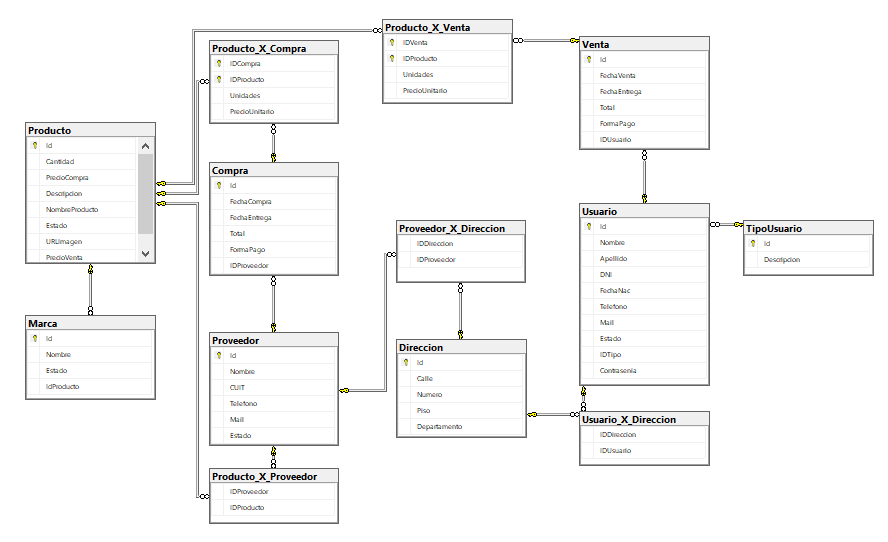 Producto_X_Venta
IDVenta
IDProducto
Unidades
PrecioUnitario
Producto_X_Compra
IDCompra
IDProducto
Unidades
PrecioUnitario
Venta
Id
FechaVenta
FechaEntrega
Total
FormaPago
IDUsuario
Producto
Id
Cantidad
PrecioCompra
Descripcion
NombreProducto
Estado
URLImagen
PrecioVenta
Compra
Id
FechaCompra
FechaEntrega
Total
FormaPago
IDProveedor
Proveedor_X_Direccion
IDDireccion
IDProveedor
Usuario
Id
Nombre
Apellido
DNI
FechaNac
Telefono
Mail
Estado
IDTipo
Contrasenia
TipoUsuario
Id
Descripcion
Marca
Id
Nombre
Estado
IdProducto
Proveedor
Id
Nombre
CUIT
Telefono
Mail
Estado
Direccion
Id
Calle
Numero
Piso
Departamento
Usuario_X_Direccion
IDDireccion
IDUsuario
Producto_X_Proveedor
IDProveedor
IDProducto